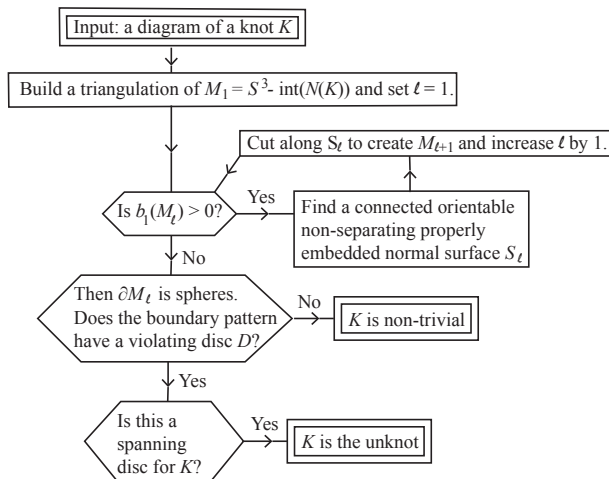 Input: a diagram of a knot K
Build a triangulation of M₁ = S³- int(N(K)) and set ℓ = 1.
Cut along Sℓ to create Mℓ₊₁ and increase ℓ by 1.
Is b₁(Mℓ) > 0?
Yes
Find a connected orientable
non-separating properly
embedded normal surface Sℓ
No
Then ∂Mℓ is spheres.
Does the boundary pattern
have a violating disc D?
No
K is non-trivial
Yes
Is this a
spanning
disc for K?
Yes
K is the unknot